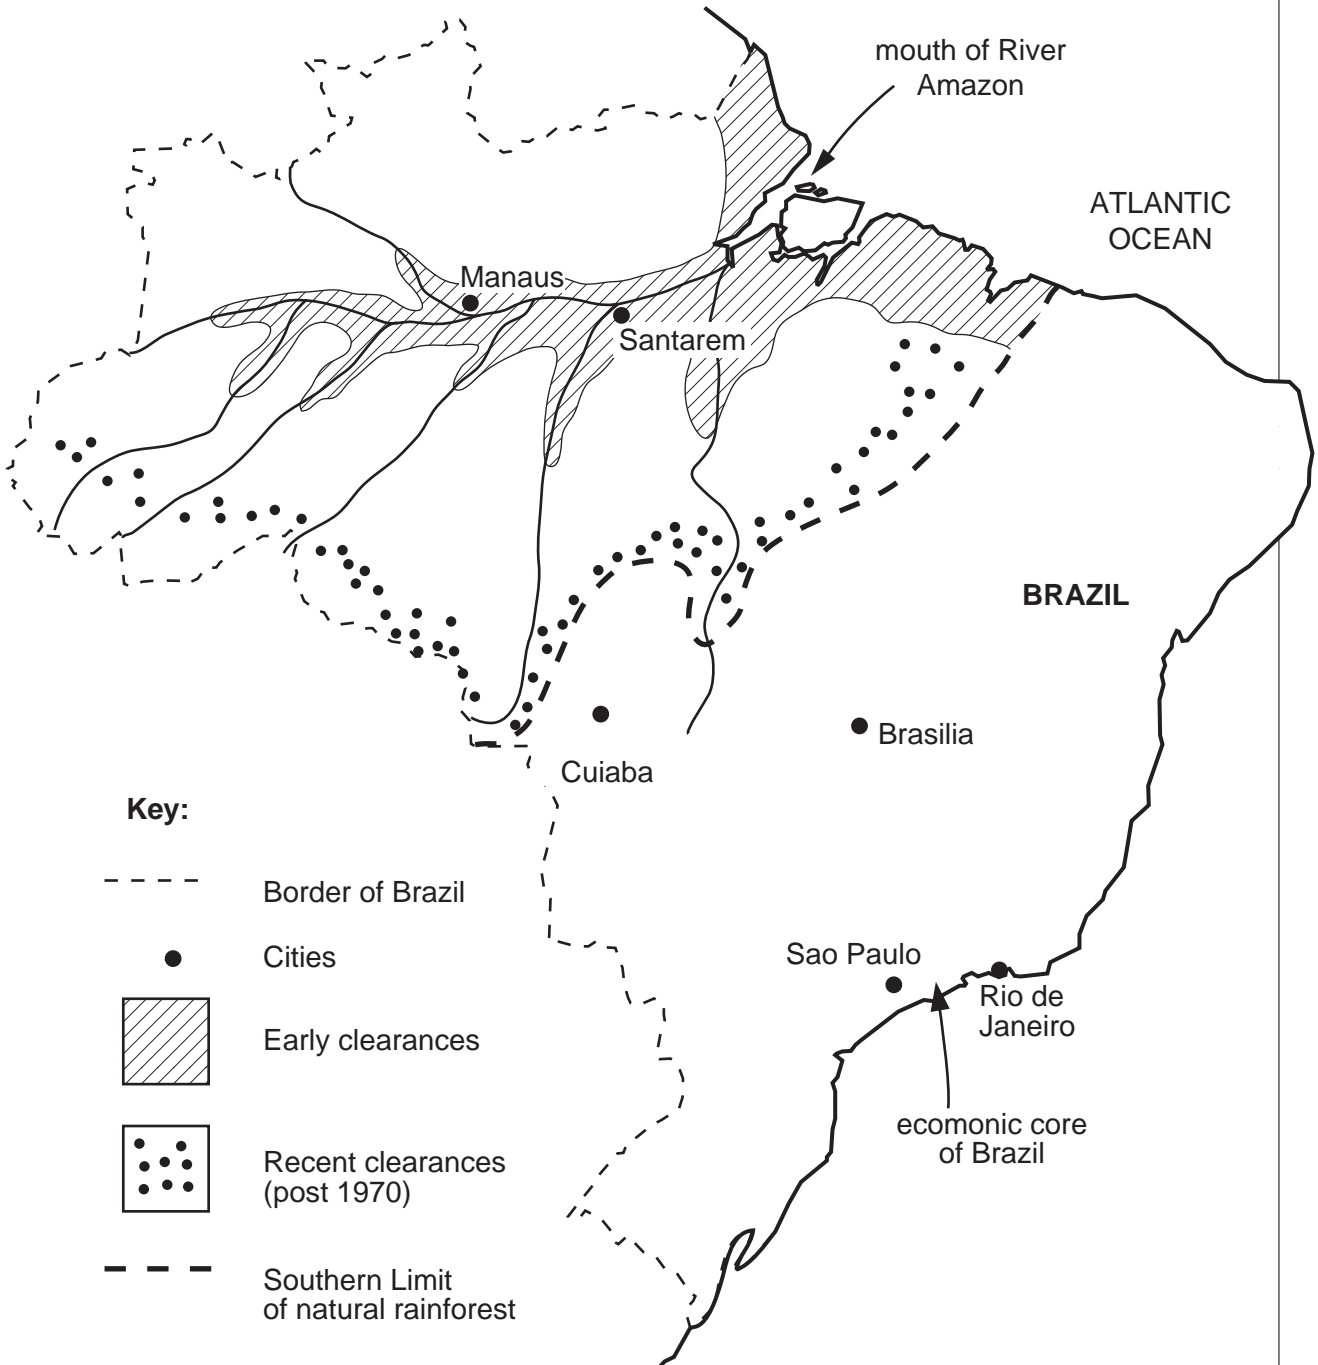 mouth of River
Amazon
ATLANTIC
OCEAN
Manaus
Santarem
BRAZIL
Brasilia
Cuiaba
Key:
Border of Brazil
Cities
Early clearances
Recent clearances
(post 1970)
Southern Limit
of natural rainforest
Sao Paulo
Rio de
Janeiro
ecomonic core
of Brazil